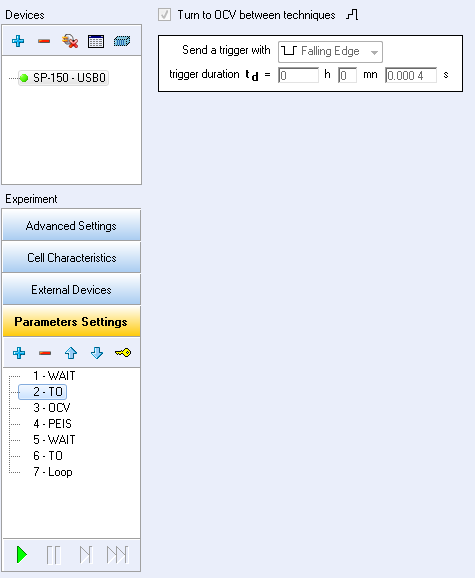 Devices
Turn to OCV between techniques
Send a trigger with Falling Edge
trigger duration td = 0 h 0 mn 0.000 4 s
SP-150 - USB0
Experiment
Advanced Settings
Cell Characteristics
External Devices
Parameters Settings
1 - WAIT
2 - TO
3 - OCV
4 - PEIS
5 - WAIT
6 - TO
7 - Loop